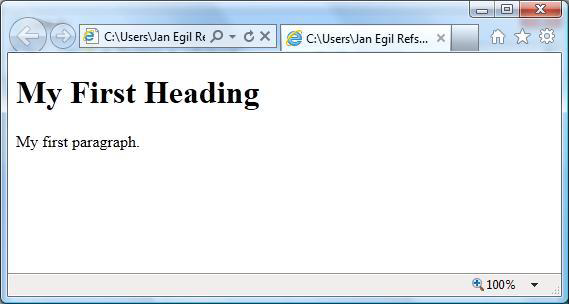 C:\Users\Jan Egil Re
C:\Users\Jan Egil Refs...
My First Heading
My first paragraph.
100%